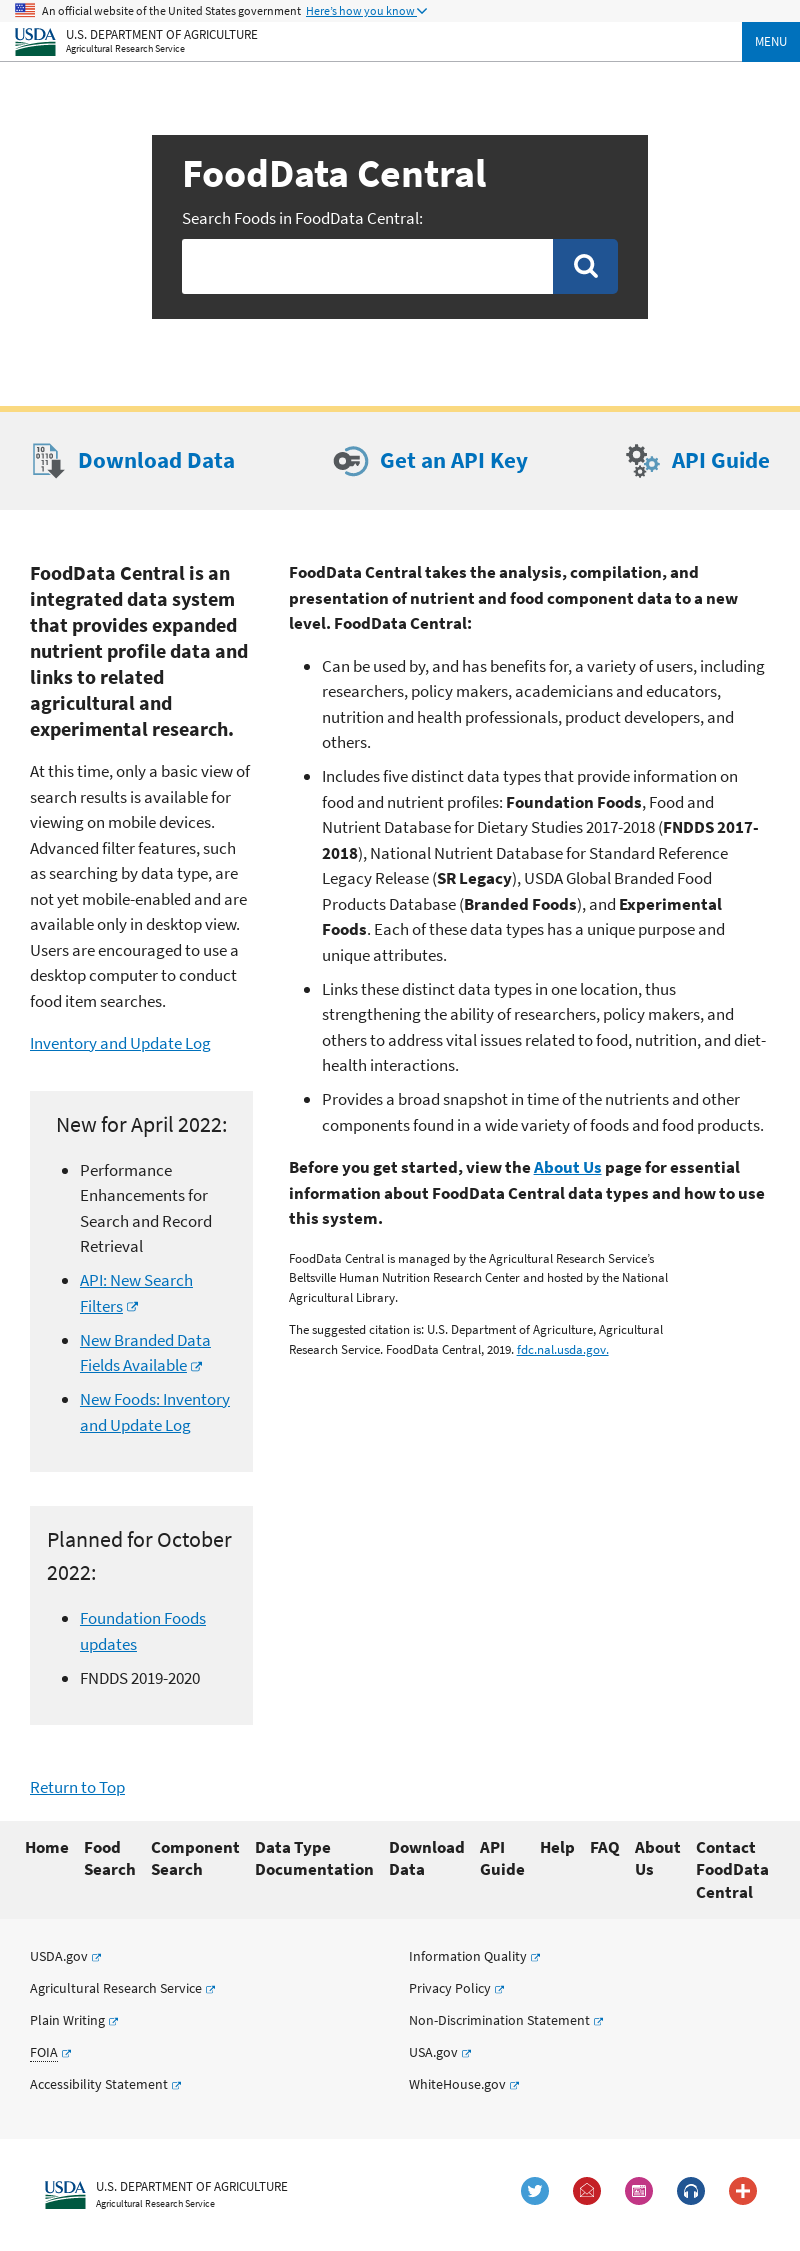 An official website of the United States government Here's how you know
USDA U.S. DEPARTMENT OF AGRICULTURE
Agricultural Research Service
MENU
FoodData Central
Search Foods in FoodData Central:
Download Data
Get an API Key
API Guide
FoodData Central is an
integrated data system
that provides expanded
nutrient profile data and
links to related
agricultural and
experimental research.
At this time, only a basic view of
search results is available for
viewing on mobile devices.
Advanced filter features, such
as searching by data type, are
not yet mobile-enabled and are
available only in desktop view.
Users are encouraged to use a
desktop computer to conduct
food item searches.
Inventory and Update Log
New for April 2022:
Performance
Enhancements for
Search and Record
Retrieval
API: New Search
Filters
New Branded Data
Fields Available
New Foods: Inventory
and Update Log
Planned for October
2022:
Foundation Foods
updates
FNDDS 2019-2020
FoodData Central takes the analysis, compilation, and
presentation of nutrient and food component data to a new
level. FoodData Central:
Can be used by, and has benefits for, a variety of users, including
researchers, policy makers, academicians and educators,
nutrition and health professionals, product developers, and
others.
Includes five distinct data types that provide information on
food and nutrient profiles: Foundation Foods, Food and
Nutrient Database for Dietary Studies 2017-2018 (FNDDS 2017-
2018), National Nutrient Database for Standard Reference
Legacy Release (SR Legacy), USDA Global Branded Food
Products Database (Branded Foods), and Experimental
Foods. Each of these data types has a unique purpose and
unique attributes.
Links these distinct data types in one location, thus
strengthening the ability of researchers, policy makers, and
others to address vital issues related to food, nutrition, and diet-
health interactions.
Provides a broad snapshot in time of the nutrients and other
components found in a wide variety of foods and food products.
Before you get started, view the About Us page for essential
information about FoodData Central data types and how to use
this system.
FoodData Central is managed by the Agricultural Research Service's
Beltsville Human Nutrition Research Center and hosted by the National
Agricultural Library.
The suggested citation is: U.S. Department of Agriculture, Agricultural
Research Service. FoodData Central, 2019. fdc.nal.usda.gov.
Return to Top
Home
Food
Search
Component
Search
Data Type
Documentation
Download
Data
API
Guide
Help
FAQ
About
Us
Contact
FoodData
Central
USDA.gov
Agricultural Research Service
Plain Writing
FOIA
Accessibility Statement
Information Quality
Privacy Policy
Non-Discrimination Statement
USA.gov
WhiteHouse.gov
USDA U.S. DEPARTMENT OF AGRICULTURE
Agricultural Research Service